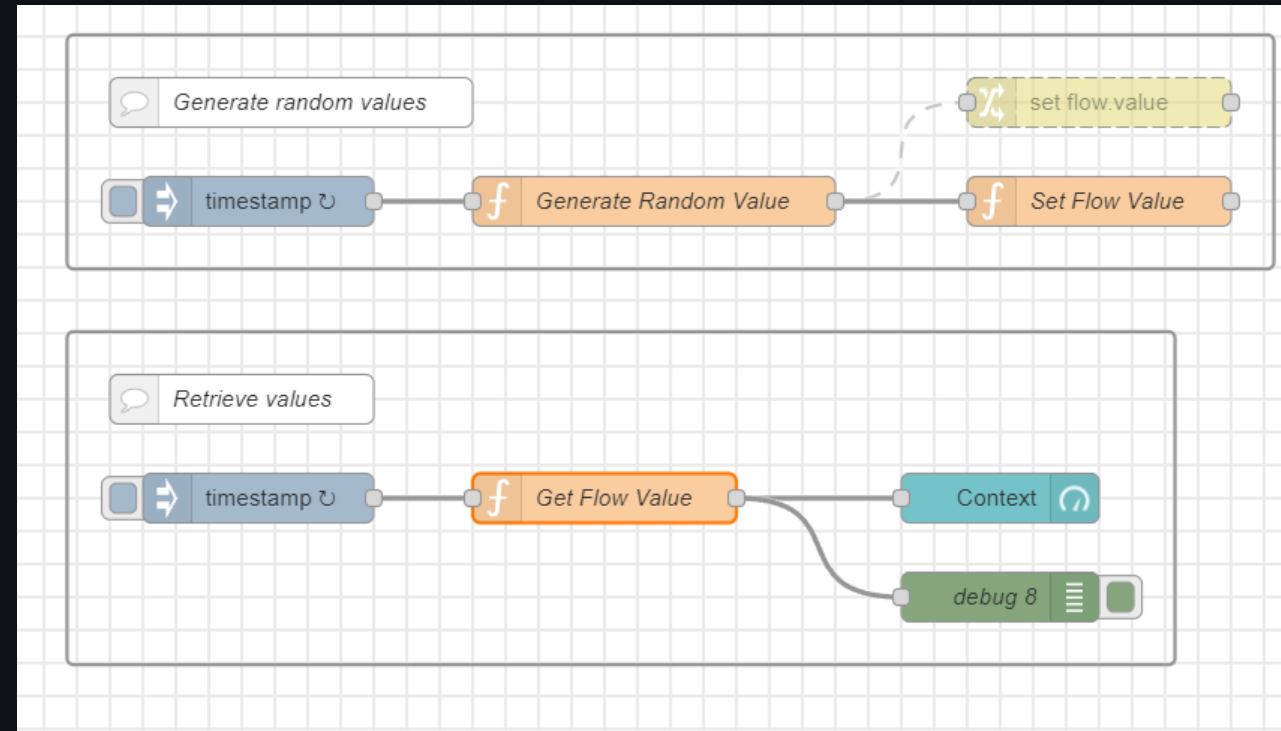 Generate random values
set flow.value
timestamp ↻
Generate Random Value
Set Flow Value
Retrieve values
timestamp ↻
Get Flow Value
Context
debug 8